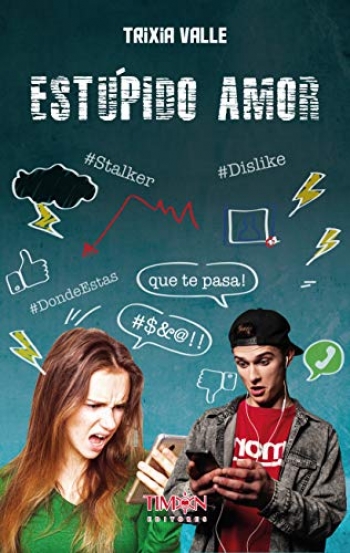 TRIXIA VALLE
ESTÚPIDO AMOR
#Stalker
#Dislike
#DondeEstas
que te pasa!
#$&@!!
TIMÓN
EDITORES